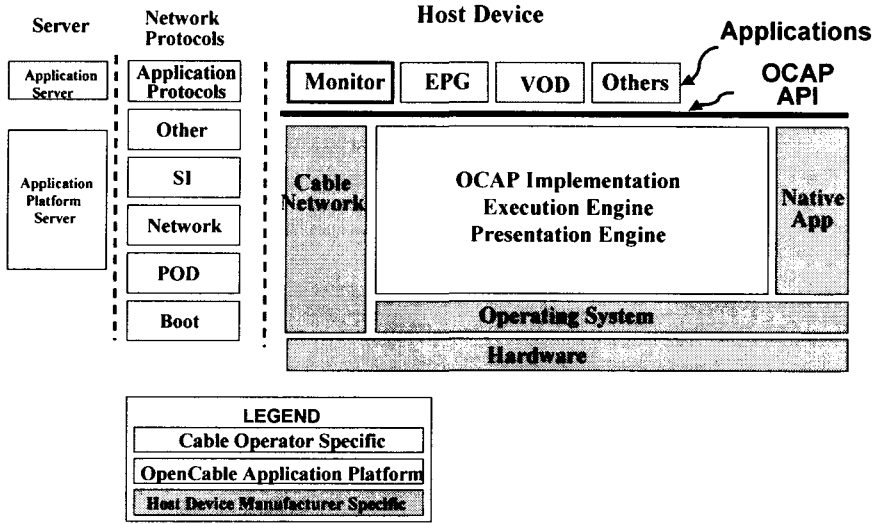 Server
Network
Protocols
Host Device
Applications
Application
Server
Application
Protocols
Monitor
EPG
VOD
Others
OCAP
API
Application
Platform
Server
Other
SI
Network
POD
Boot
Cable
Network
OCAP Implementation
Execution Engine
Presentation Engine
Native
App
Operating System
Hardware
LEGEND
Cable Operator Specific
OpenCable Application Platform
Host Device Manufacturer Specific